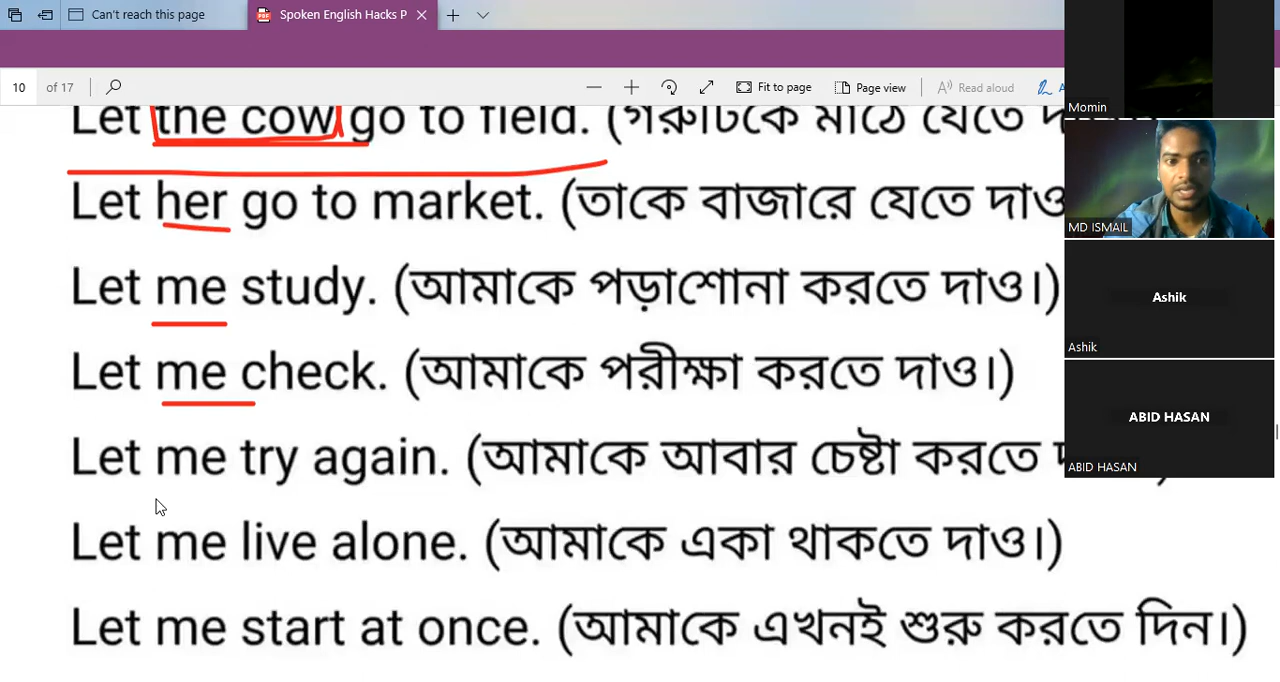 Can't reach this page
Spoken English Hacks P
10 of 17
Fit to page
Page view
Read aloud
Let the cow go to field. (গরুটিকে মাঠে যেতে
Let her go to market. (তাকে বাজারে যেতে দাও
Let me study. (আমাকে পড়াশোনা করতে দাও।)
Let me check. (আমাকে পরীক্ষা করতে দাও।)
Let me try again. (আমাকে আবার চেষ্টা করতে
Let me live alone. (আমাকে একা থাকতে দাও।)
Let me start at once. (আমাকে এখনই শুরু করতে দিন।)
Momin
MD ISMAIL
Ashik
Ashik
ABID HASAN
ABID HASAN